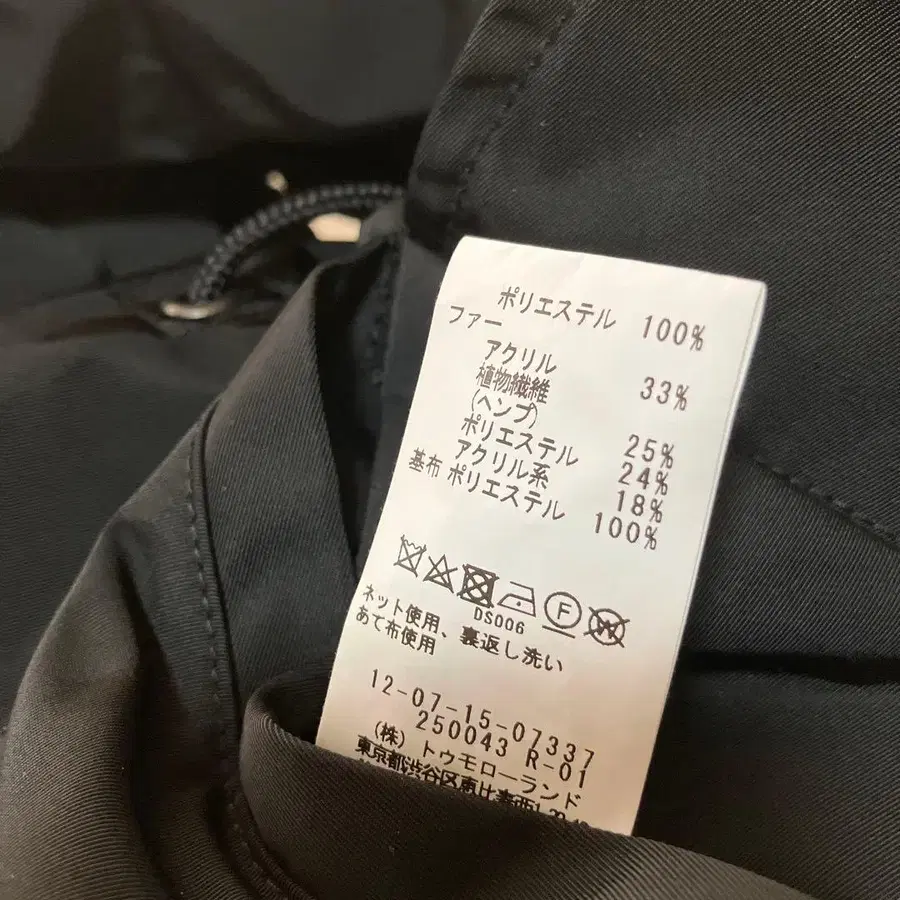 ポリエステル 100%
ファー
アクリル 33%
植物繊維
(ヘンプ) 25%
ポリエステル 24%
アクリル系 18%
基布 ポリエステル 100%
F W
DS006
ネット使用、裏返し洗い
あて布使用
12-07-15-07337
250043 R-01
(株) トゥモローランド
東京都渋谷区恵比寿西1-